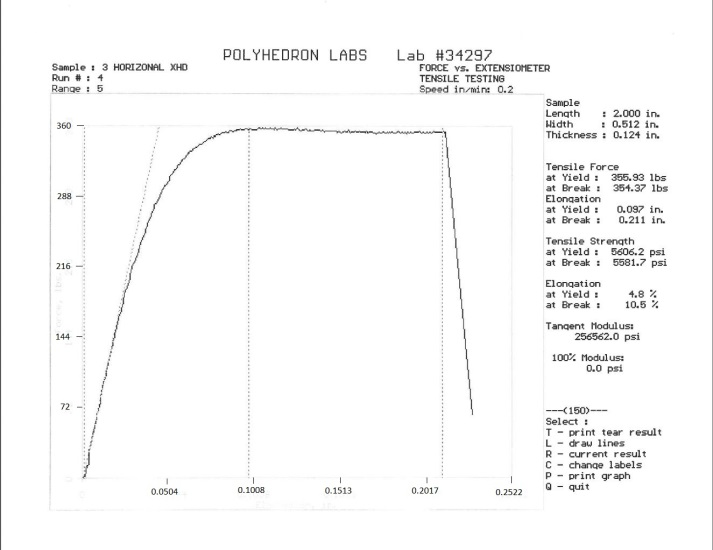 POLYHEDRON LABS Lab #34297
Sample : 3 HORIZONAL XHD
Run # : 4
Range : 5
FORCE vs. EXTENSIOMETER
TENSILE TESTING
Speed in/min: 0.2
Sample
Length : 2.000 in.
Width : 0.512 in.
Thickness : 0.124 in.
Tensile Force
at Yield : 355.93 lbs
at Break : 354.37 lbs
Elongation
at Yield : 0.097 in.
at Break : 0.211 in.
Tensile Strength
at Yield : 5606.2 psi
at Break : 5581.7 psi
Elongation
at Yield : 4.8 %
at Break : 10.5 %
Tangent Modulus:
256562.0 psi
100% Modulus:
0.0 psi
---(150)---
Select :
T - print tear result
L - draw lines
R - current result
C - change labels
P - print graph
Q - quit
360
288
216
144
72
0.0504 0.1008 0.1513 0.2017 0.2522